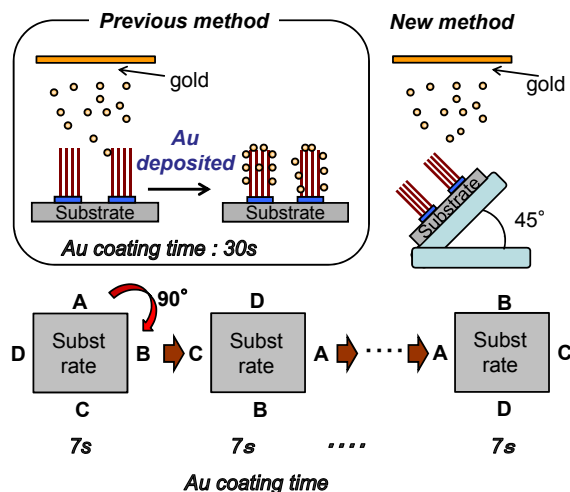 Previous method
New method
gold
gold
Au
deposited
Substrate
Substrate
Substrate
45°
Au coating time : 30s
A
90°
D
B
D
Subst
rate
B
C
Subst
rate
A
A
Subst
rate
C
C
B
D
7s
7s
7s
Au coating time